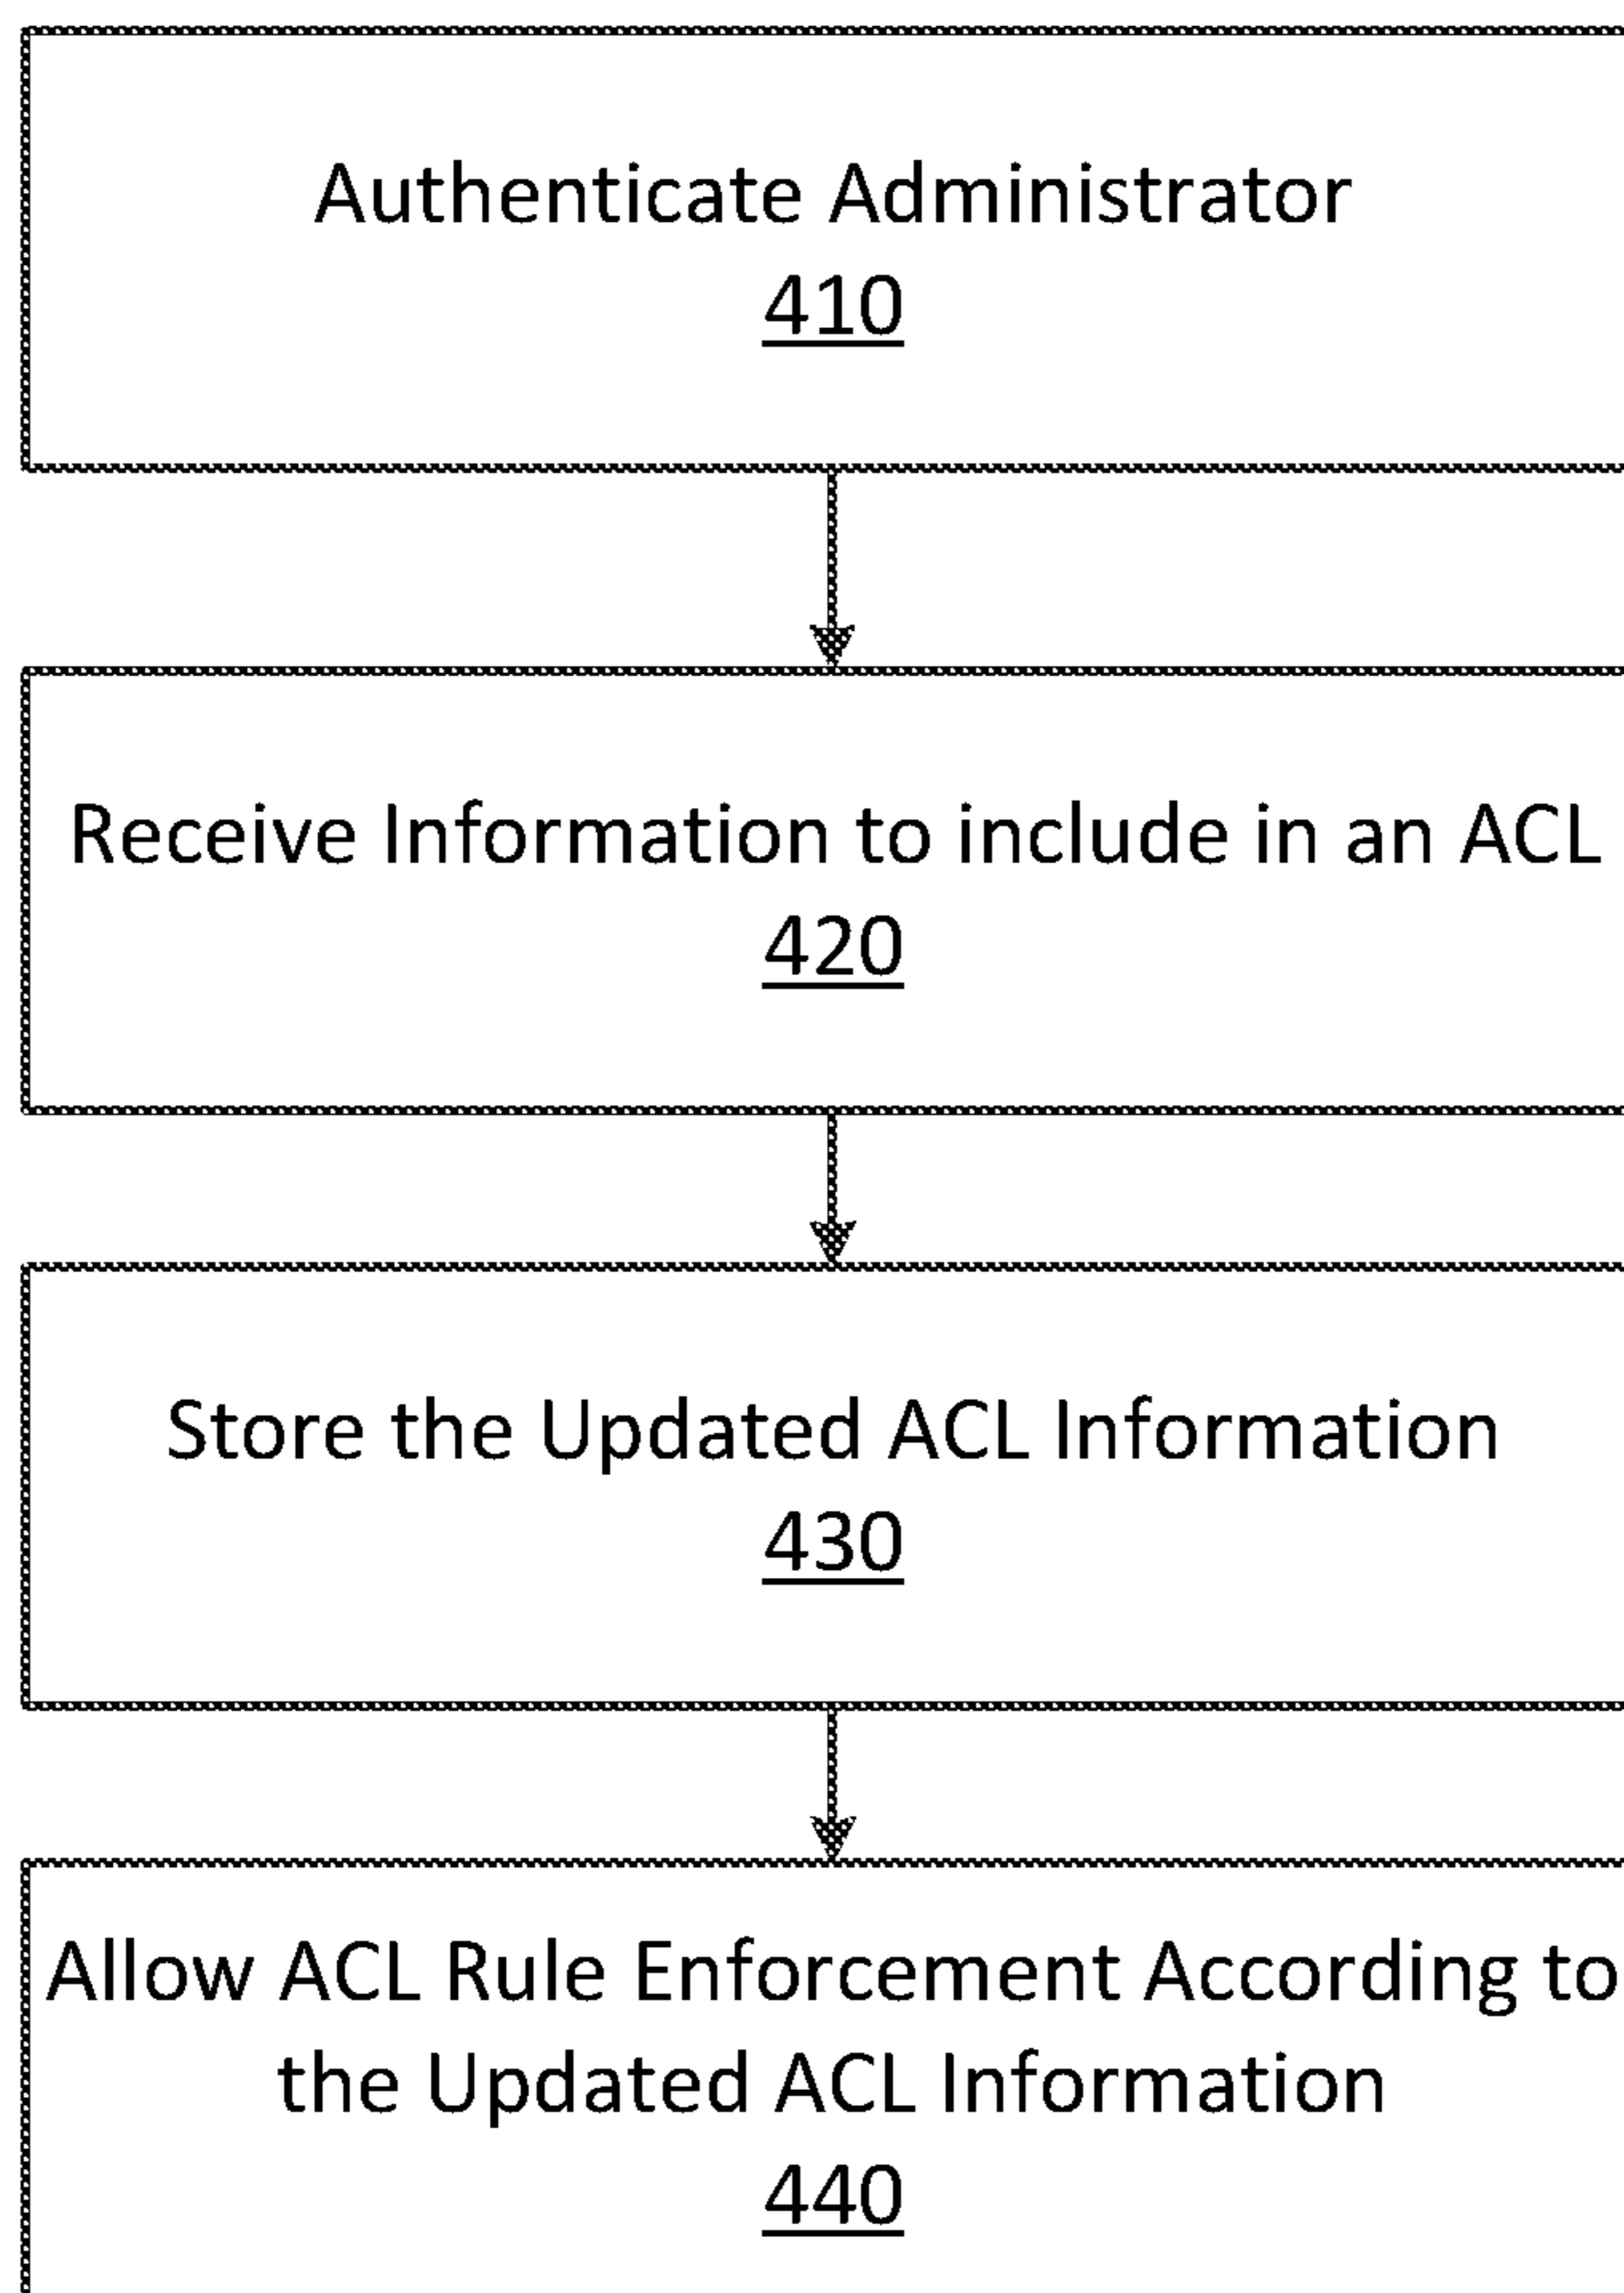 Authenticate Administrator
410
Receive Information to include in an ACL
420
Store the Updated ACL Information
430
Allow ACL Rule Enforcement According to
the Updated ACL Information
440